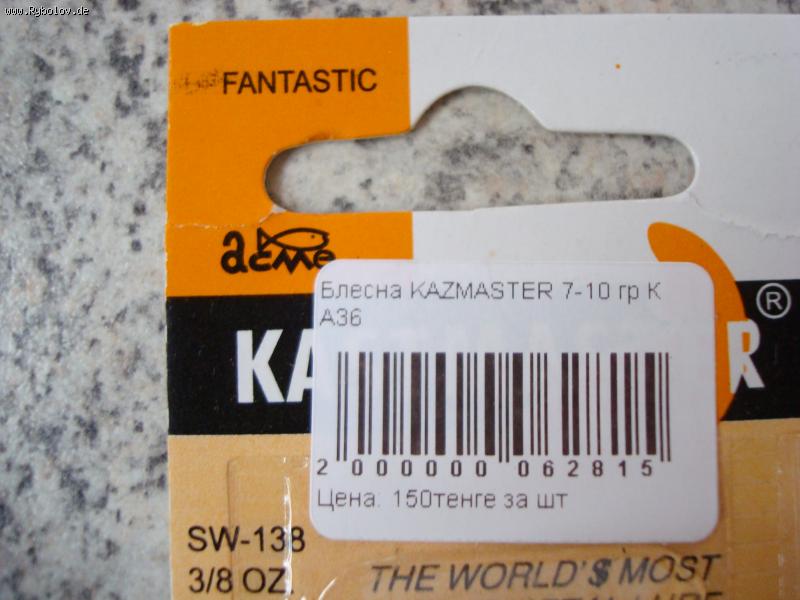 www.Rybolov.de
FANTASTIC
acme
Блесна KAZMASTER 7-10 гр К
А36
KA R®
2 000000 062815
Цена: 150тенге за шт
SW-138
3/8 OZ.
THE WORLD'S MOST